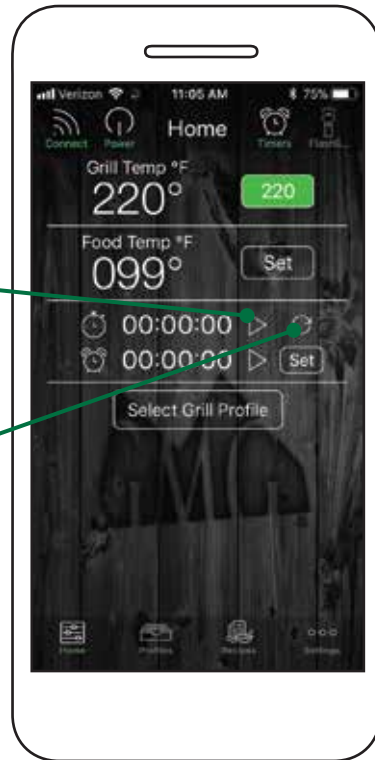 Verizon 11:05 AM 75%
Connect Power Home Timers
Grill Temp °F
220° 220
Food Temp °F
099° Set
00:00:00
00:00:00 Set
Select Grill Profile
GMG
Home Profiles Recipes Settings